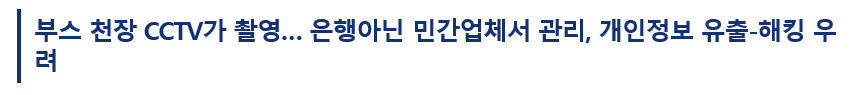 부스 천장 CCTV가 촬영... 은행아닌 민간업체서 관리, 개인정보 유출-해킹 우
려